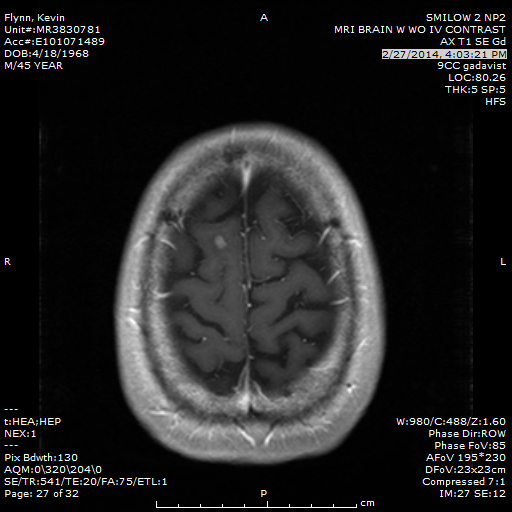 Flynn, Kevin
Unit#:MR3830781
Acc#:E101071489
DOB:4/18/1968
M/45 YEAR
A
SMILOW 2 NP2
MRI BRAIN W WO IV CONTRAST
AX T1 SE Gd
2/27/2014, 4:03:21 PM
9CC gadavist
LOC:80.26
THK:5 SP:5
HFS
R
L
---
t:HEA;HEP
NEX:1
---
Pix Bdwth:130
AQM:0\320\204\0
SE/TR:541/TE:20/FA:75/ETL:1
Page: 27 of 32
P
cm
W:980/C:488/Z:1.60
Phase Dir:ROW
Phase FoV:85
AFoV 195*230
DFoV:23x23cm
Compressed 7:1
IM:27 SE:12